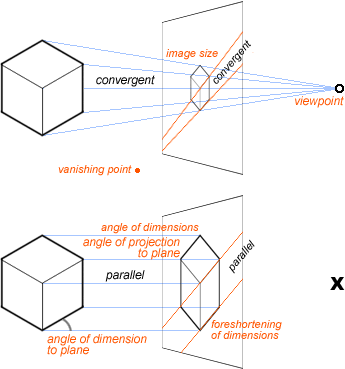 image size
convergent
convergent
viewpoint
vanishing point
angle of dimensions
angle of projection
to plane
parallel
parallel
x
foreshortening
of dimensions
angle of dimension
to plane